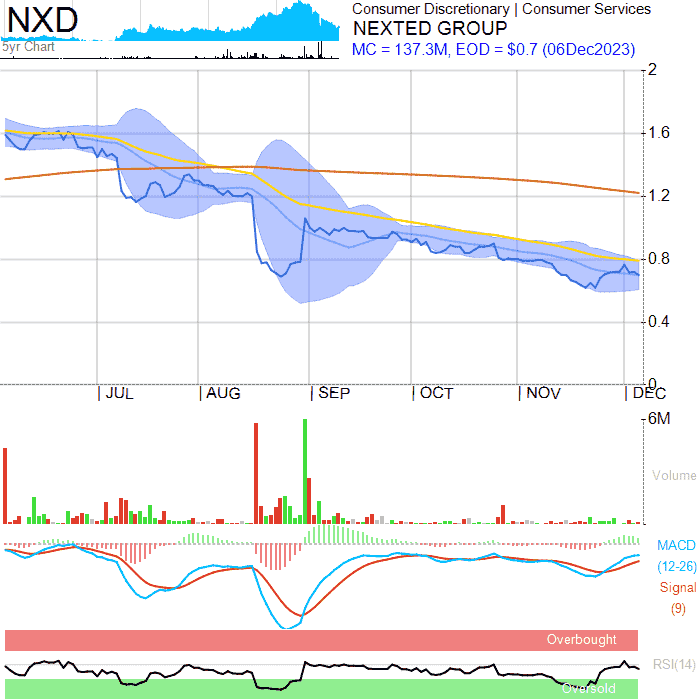 NXD
5yr Chart
Consumer Discretionary | Consumer Services
NEXTED GROUP
MC = 137.3M, EOD = $0.7 (06Dec2023)
2
1.6
1.2
0.8
0.4
0
JUL AUG SEP OCT NOV DEC
6M
Volume
MACD
(12-26)
Signal
(9)
Overbought
RSI(14)
Oversold